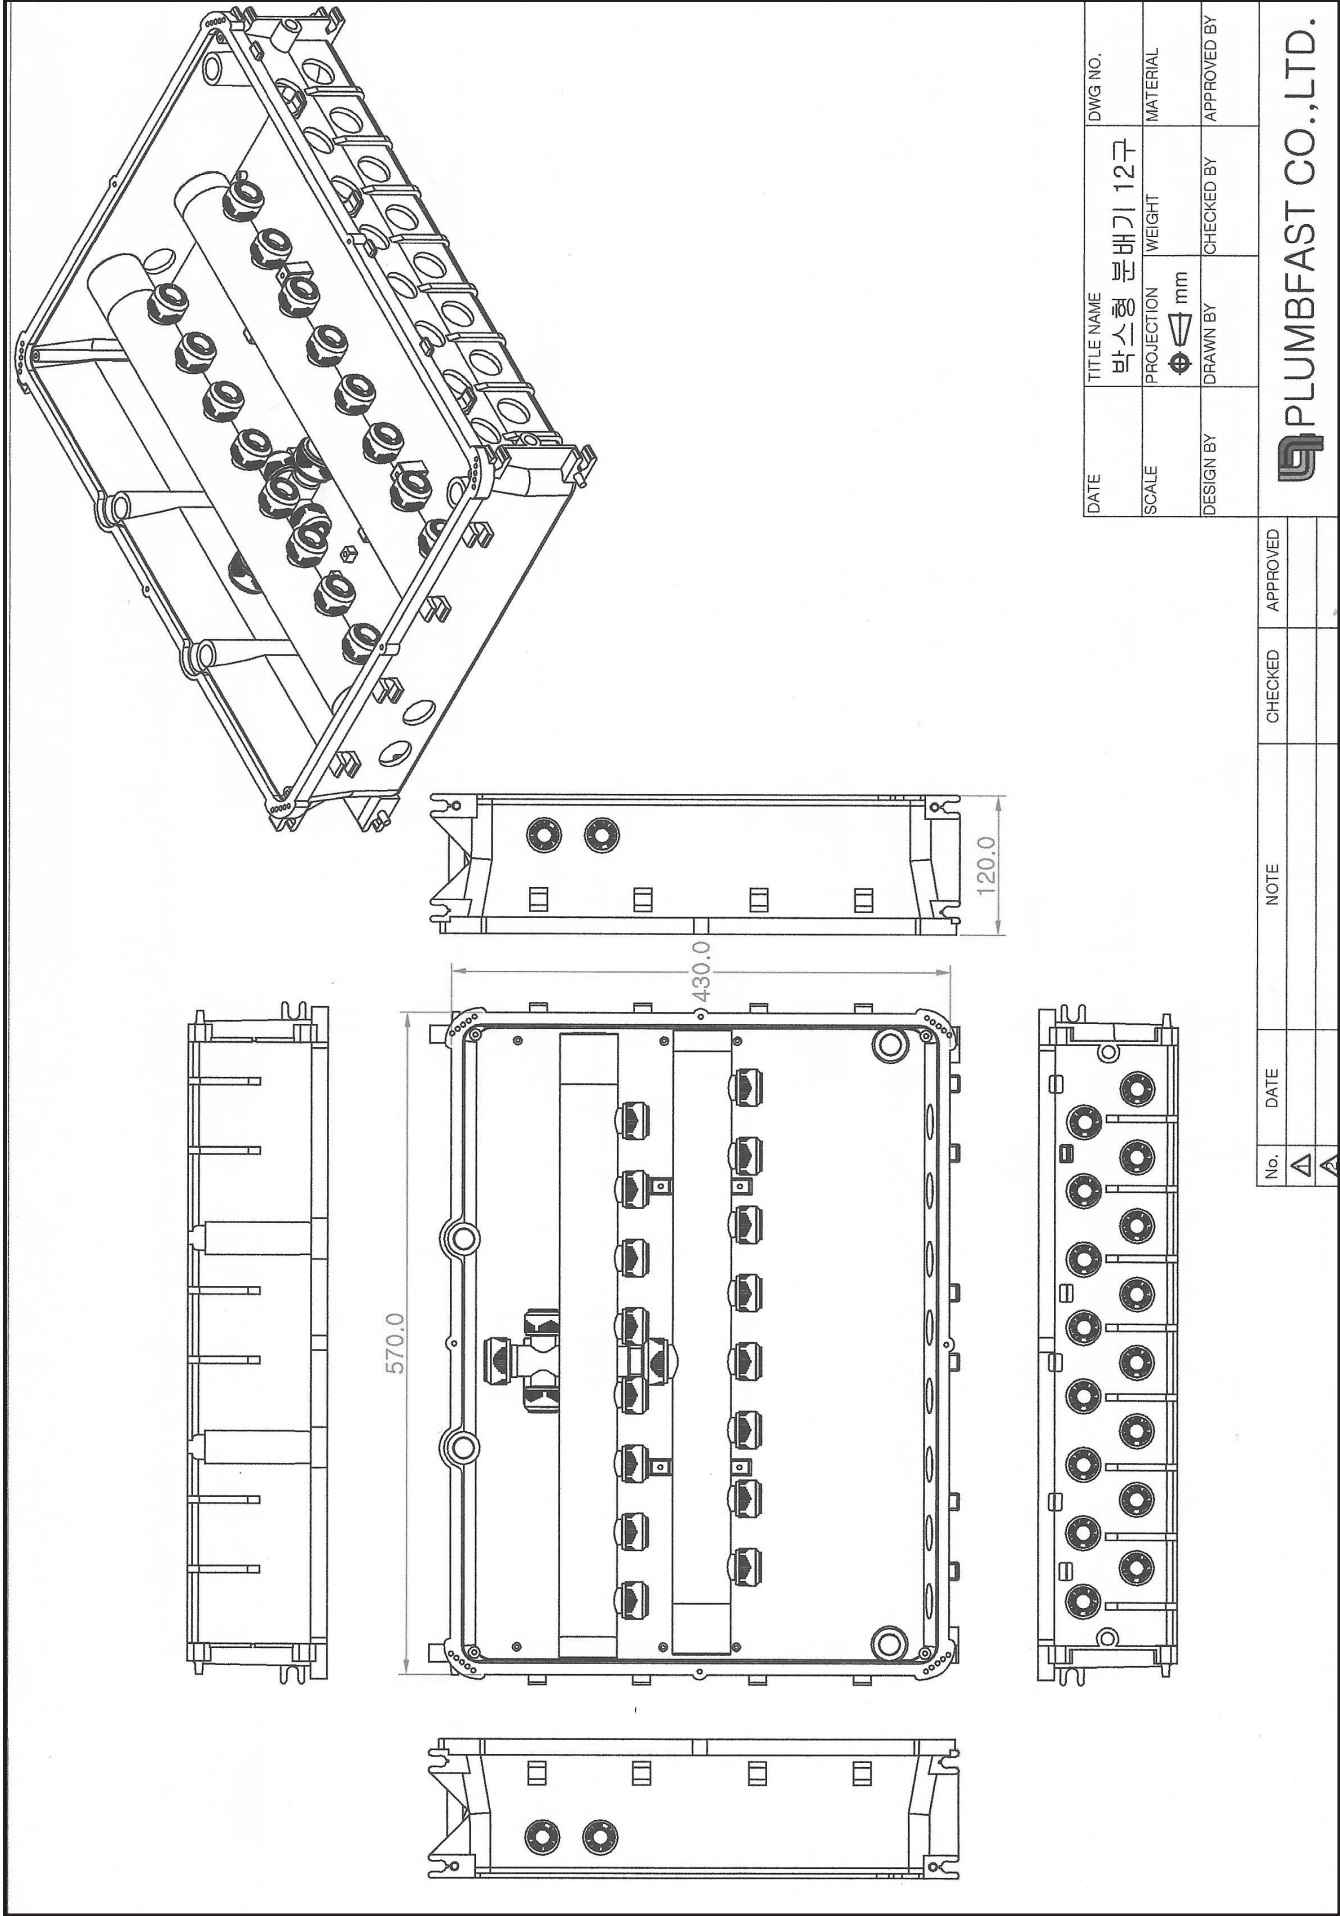 570.0
430.0
120.0
No.
DATE
NOTE
CHECKED
APPROVED
1
2
DATE
TITLE NAME
박스형 분배기 12구
DWG NO.
SCALE
PROJECTION
mm
WEIGHT
MATERIAL
DESIGN BY
DRAWN BY
CHECKED BY
APPROVED BY
PLUMBFAST CO.,LTD.